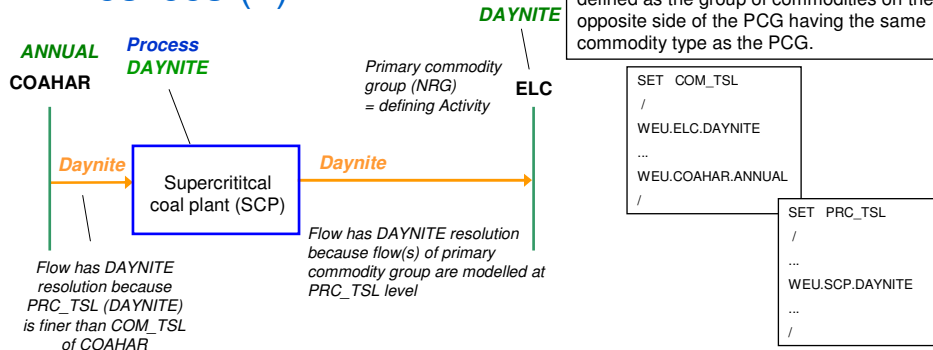 defined as the group of commodities on the
opposite side of the PCG having the same
commodity type as the PCG.
DAYNITE
ANNUAL
COAHAR
Process
DAYNITE
Primary commodity
group (NRG)
= defining Activity
ELC
Daynite
Supercrititcal
coal plant (SCP)
Daynite
Flow has DAYNITE
resolution because
PRC_TSL (DAYNITE)
is finer than COM_TSL
of COAHAR
Flow has DAYNITE resolution
because flow(s) of primary
commodity group are modelled at
PRC_TSL level
SET COM_TSL
/
WEU.ELC.DAYNITE
...
WEU.COAHAR.ANNUAL
/
SET PRC_TSL
/
...
WEU.SCP.DAYNITE
...
/